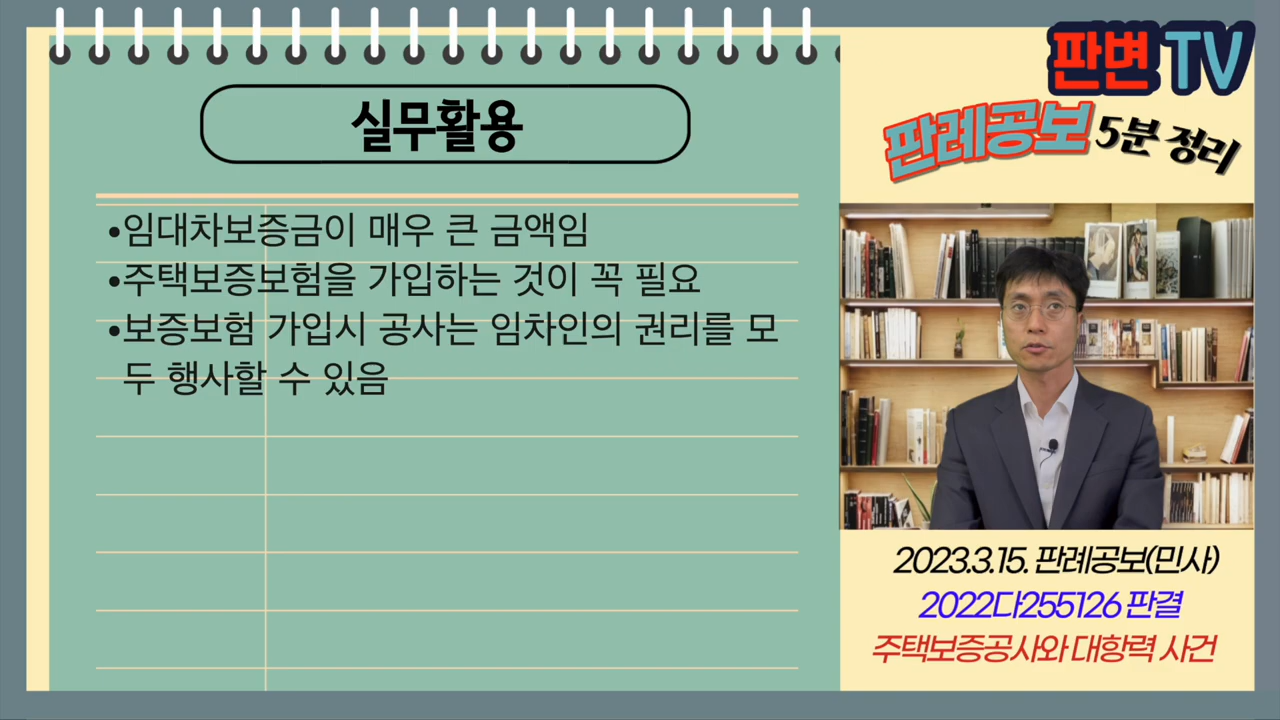 실무활용
•임대차보증금이 매우 큰 금액임
•주택보증보험을 가입하는 것이 꼭 필요
•보증보험 가입시 공사는 임차인의 권리를 모
두 행사할 수 있음
판변 TV
판례공보 5분 정리
2023.3.15. 판례공보(민사)
2022다255126 판결
주택보증공사와 대항력 사건